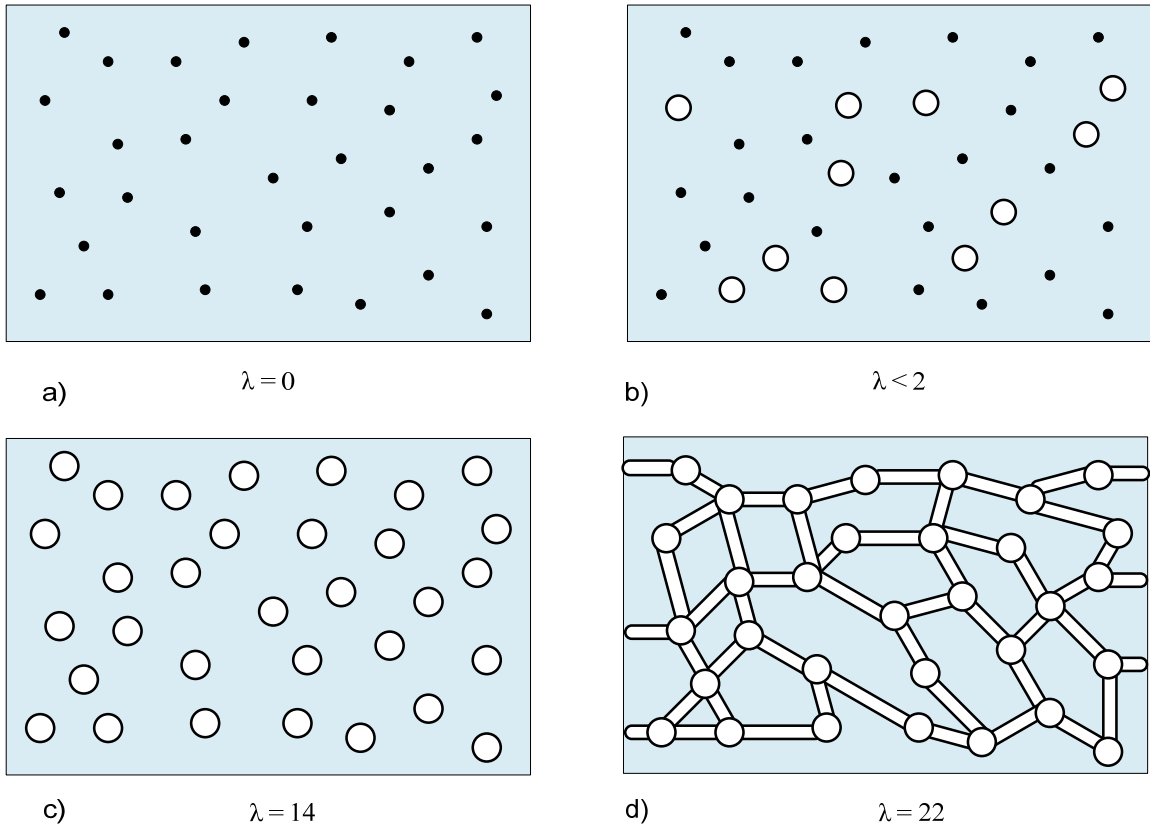 λ = 0
a)
λ < 2
b)
c)
λ = 14
d)
λ = 22